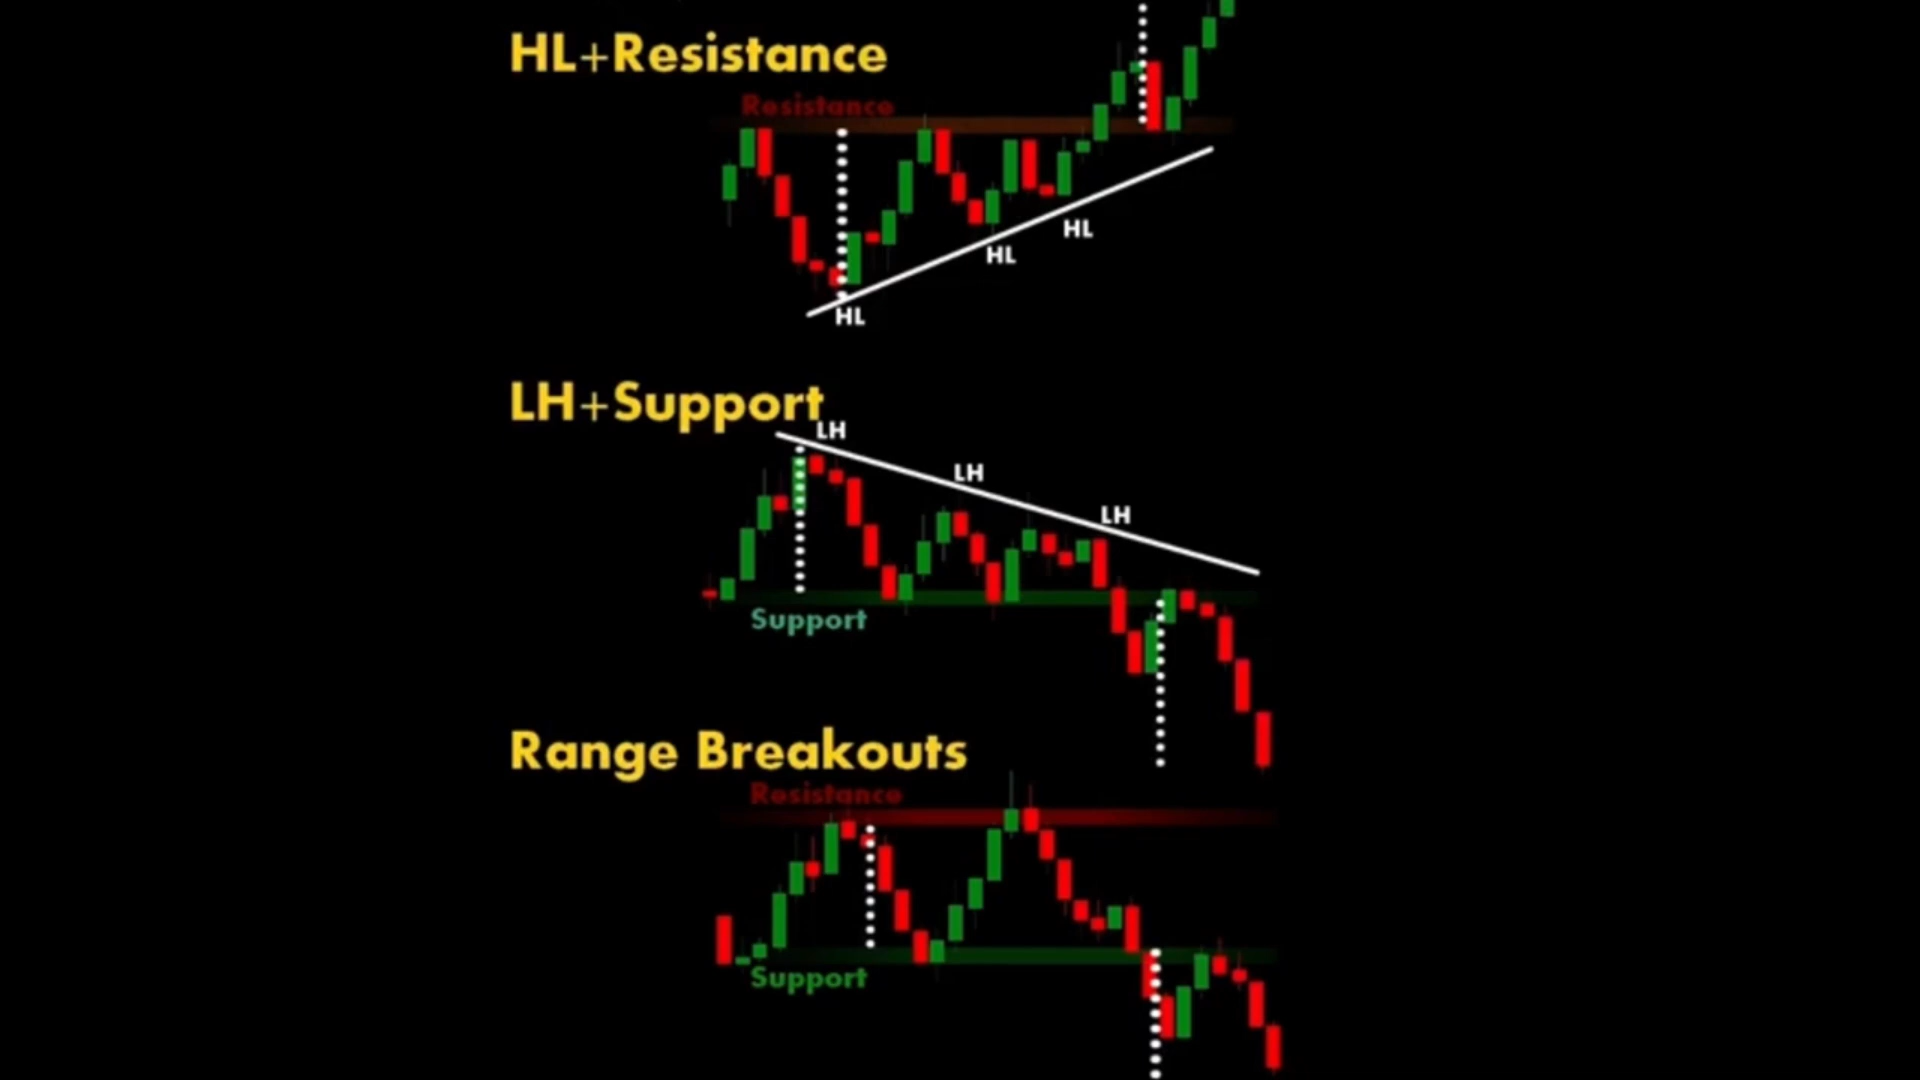 HL+Resistance
Resistance
HL
HL
HL
LH+Support
LH
LH
LH
Support
Range Breakouts
Resistance
Support